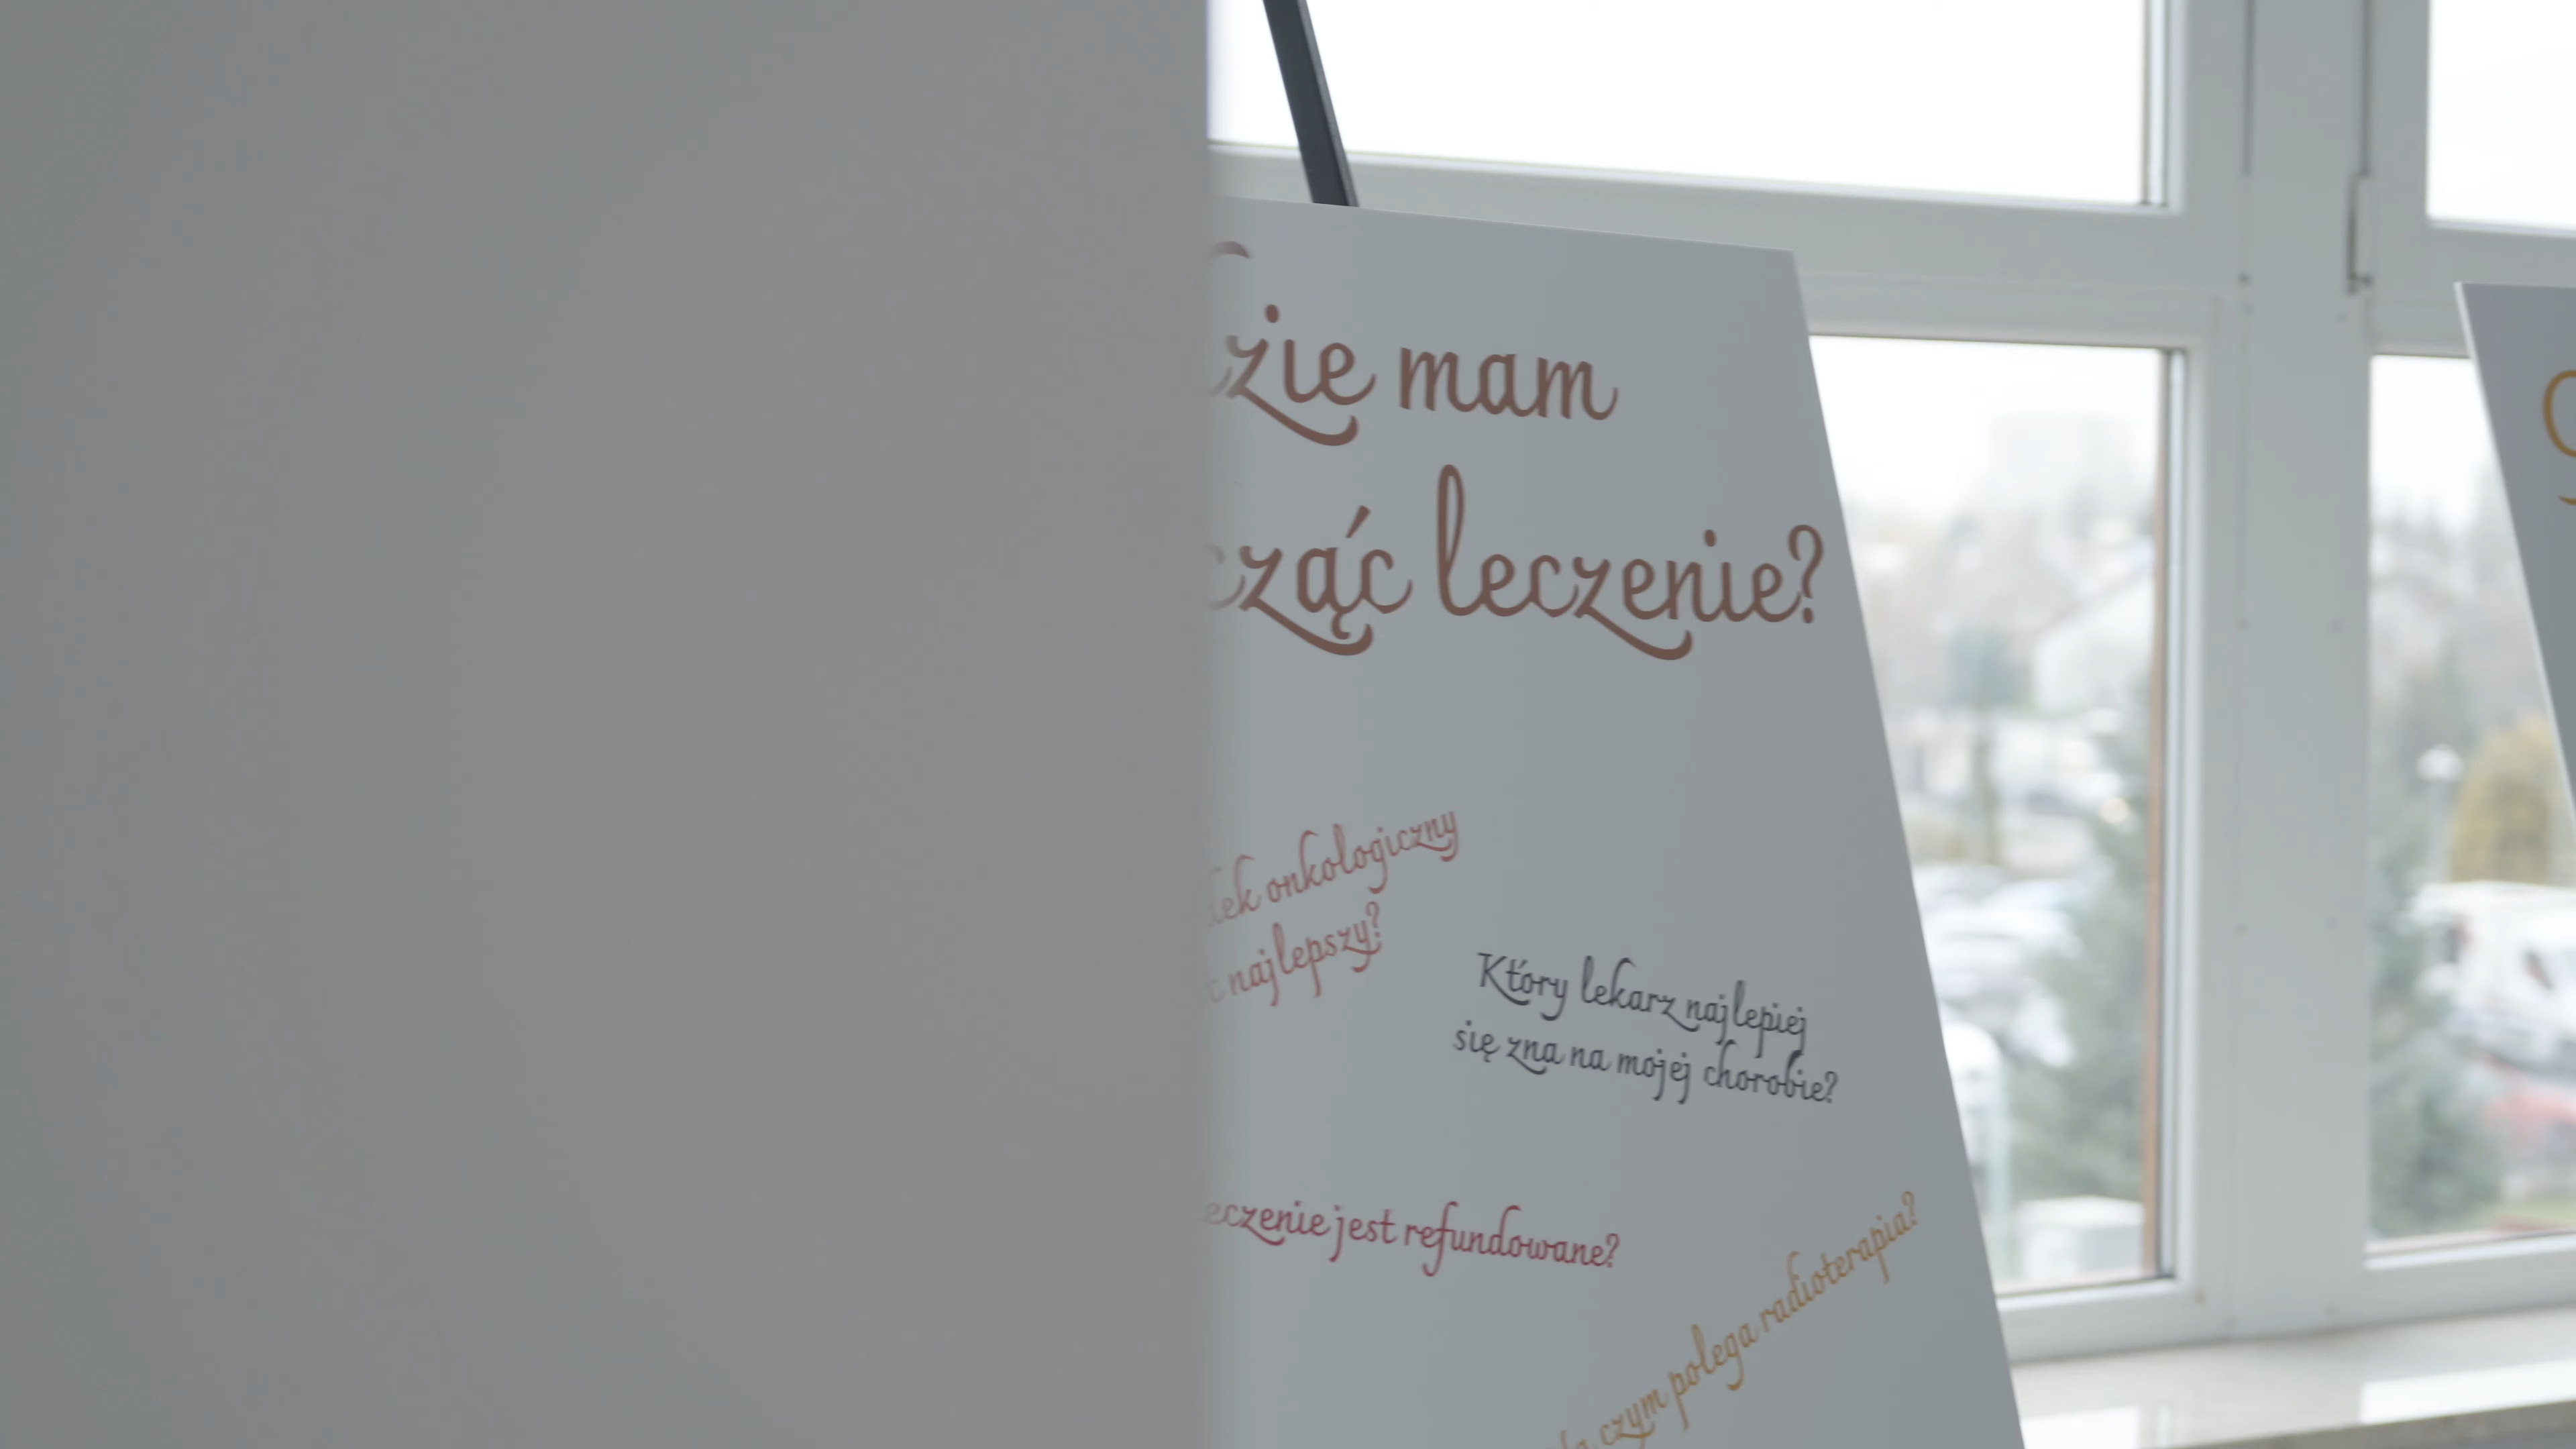 mam
leczenie?
onkologiczny
najlepszy?
Który lekarz najlepiej
się zna na mojej chorobie?
jest refundowane?
czym polega radioterapia?